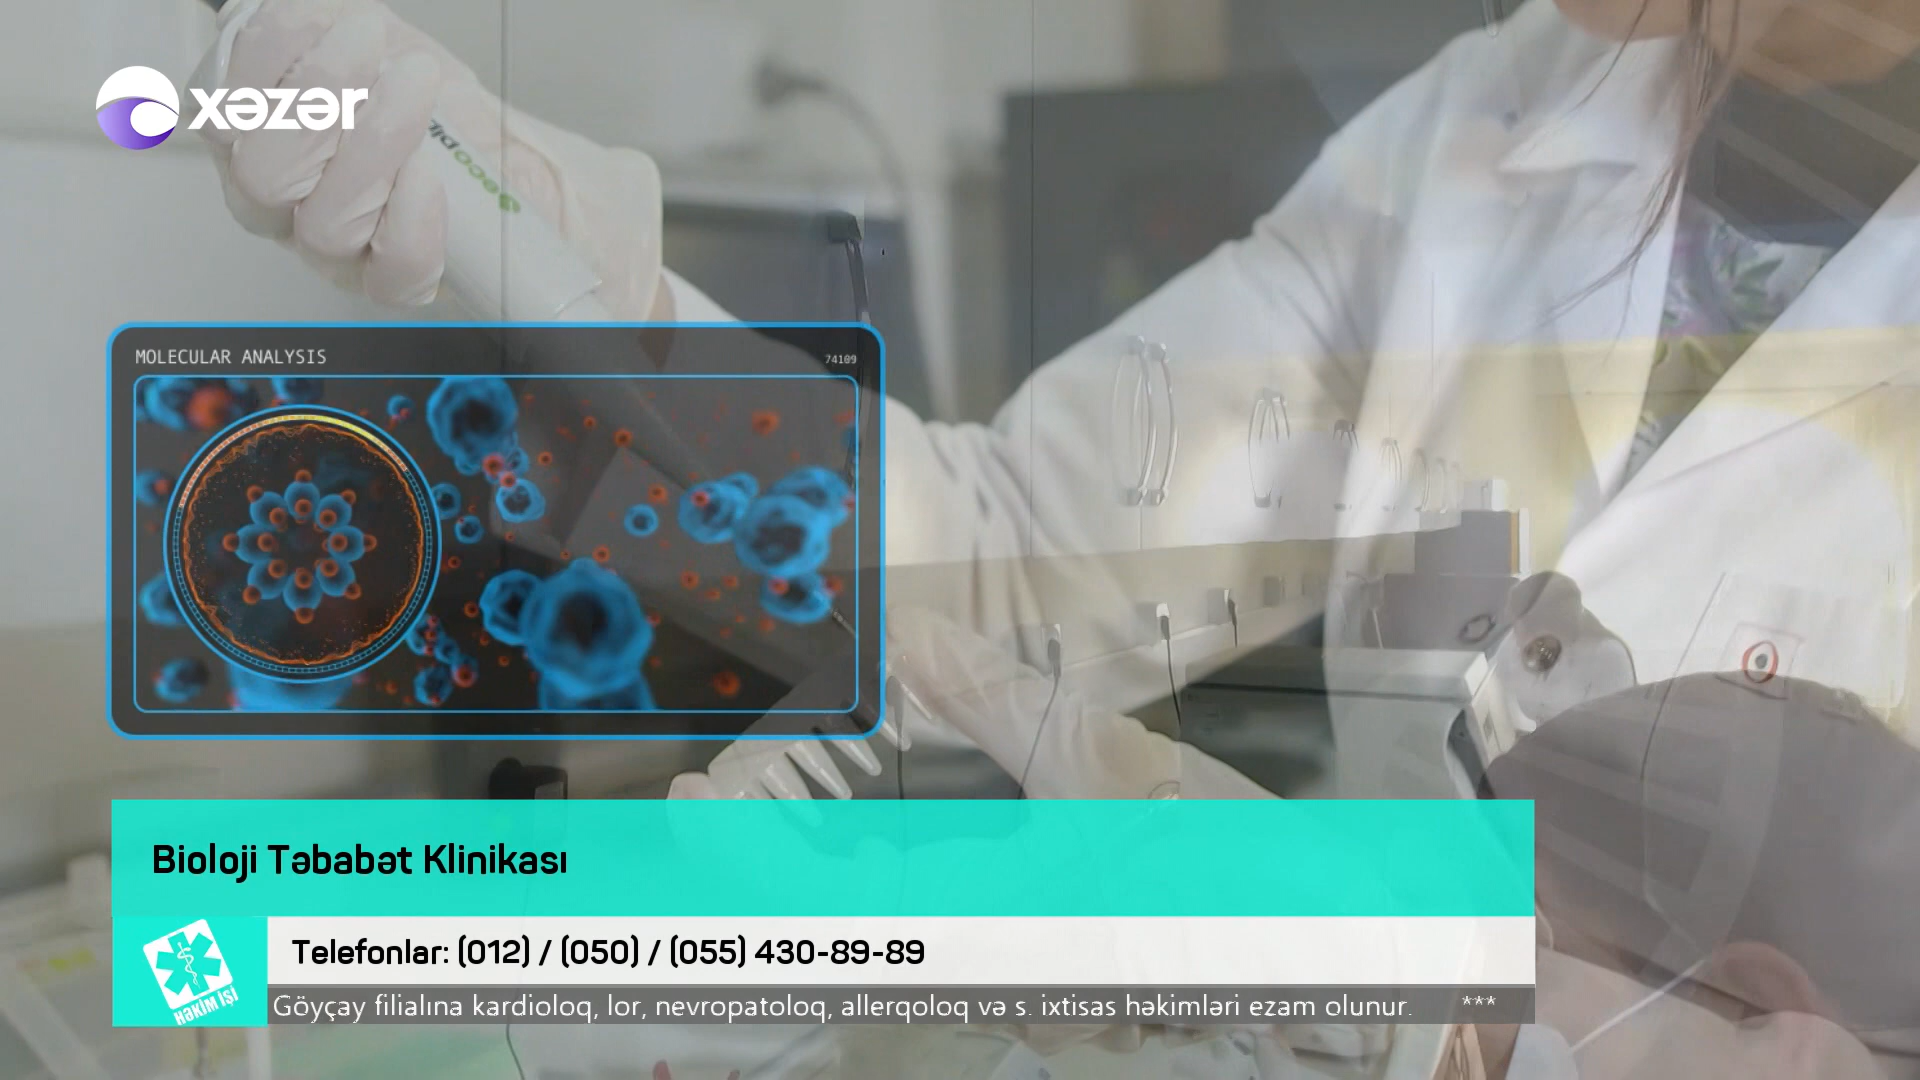 xəzər
ecopip
MOLECULAR ANALYSIS
74109
Bioloji Təbabət Klinikası
Telefonlar: (012) / (050) / (055) 430-89-89
HƏKİM İŞİ
Göyçay filialına kardioloq, lor, nevropatoloq, allerqoloq və s. ixtisas həkimləri ezam olunur. ***